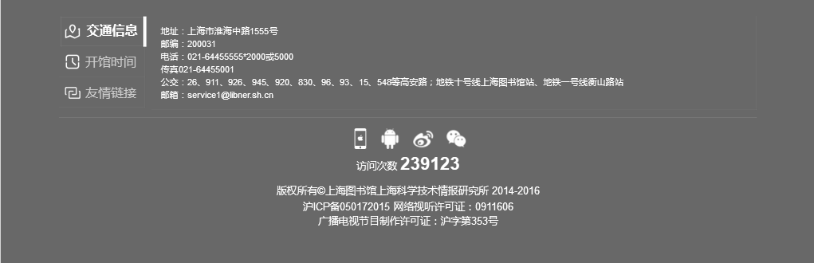 交通信息
开馆时间
友情链接
地址：上海市淮海中路1555号
邮编：200031
电话：021-64455555*2000或5000
传真021-64455001
公交：26、911、926、945、920、830、96、93、15、548等高安路；地铁十号线上海图书馆站、地铁一号线衡山路站
邮箱：service1@libner.sh.cn
访问次数 239123
版权所有©上海图书馆上海科学技术情报研究所 2014-2016
沪ICP备050172015 网络视听许可证：0911606
广播电视节目制作许可证：沪字第353号